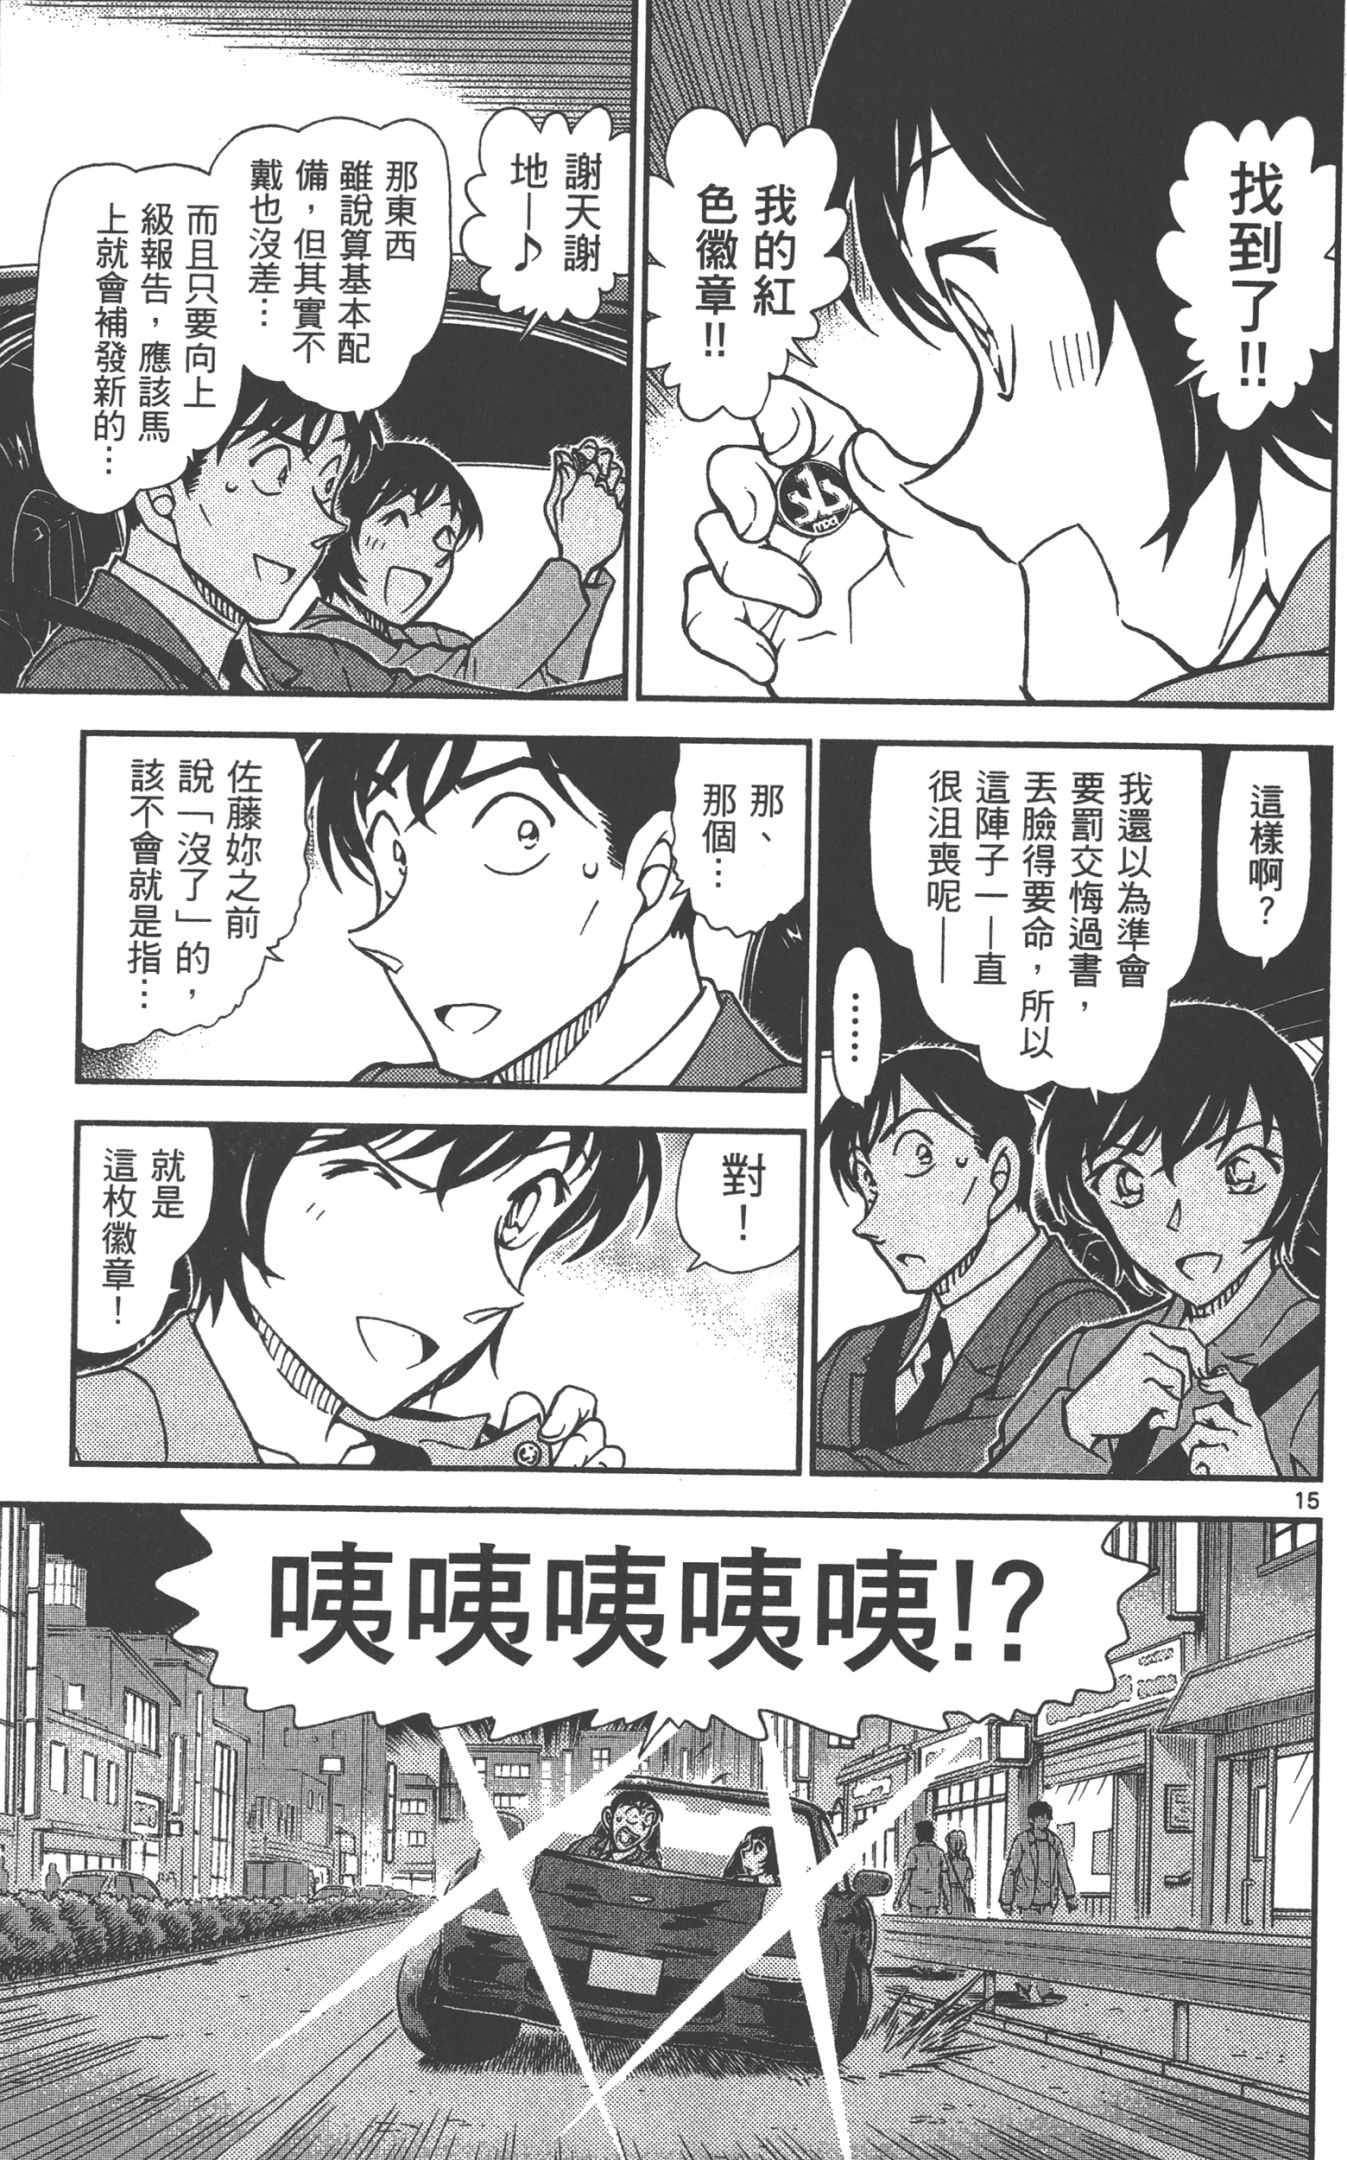 找到了!!
我的紅
色徽章!!
謝天謝
地—♪
那東西
雖說算基本配
備，但其實不
戴也沒差…
而且只要向上
級報告，應該馬
上就會補發新的…
這樣啊？
我還以為準會
要罰交悔過書，
丟臉得要命，所以
這陣子一—直
很沮喪呢——
……
那、
那個…
佐藤妳之前
說「沒了」的，
該不會就是指…
對！
就是
這枚徽章！
15
咦咦咦咦咦!?